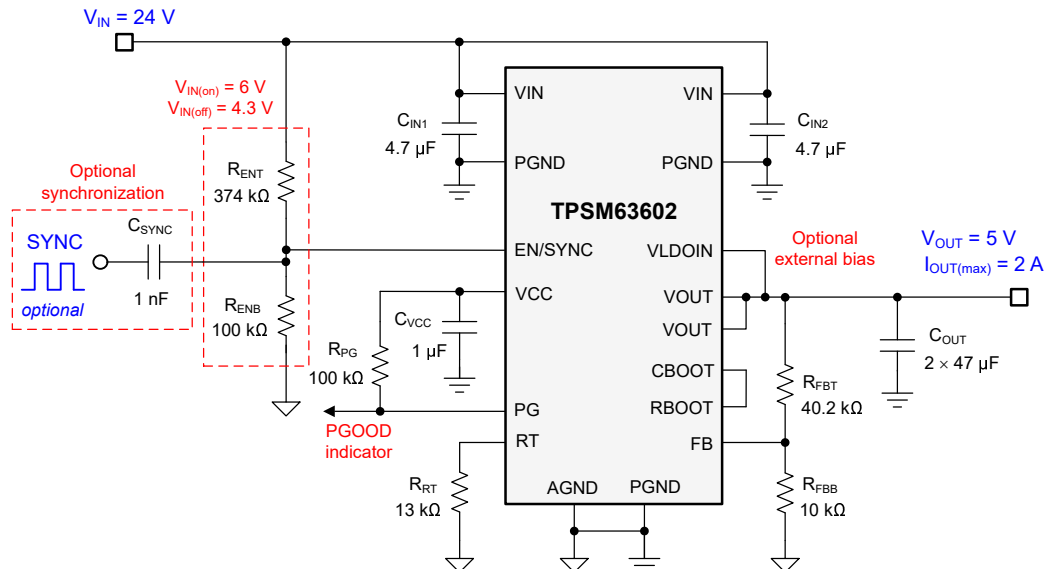 V_IN = 24 V
V_IN(on) = 6 V
V_IN(off) = 4.3 V
Optional
synchronization
SYNC
optional
C_SYNC
1 nF
R_ENT
374 kΩ
R_ENB
100 kΩ
C_IN1
4.7 µF
C_VCC
1 µF
R_PG
100 kΩ
PGOOD
indicator
R_RT
13 kΩ
TPSM63602
VIN
PGND
EN/SYNC
VCC
PG
RT
AGND
PGND
VIN
PGND
VLDOIN
VOUT
VOUT
CBOOT
RBOOT
FB
C_IN2
4.7 µF
Optional
external bias
V_OUT = 5 V
I_OUT(max) = 2 A
C_OUT
2 × 47 µF
R_FBT
40.2 kΩ
R_FBB
10 kΩ